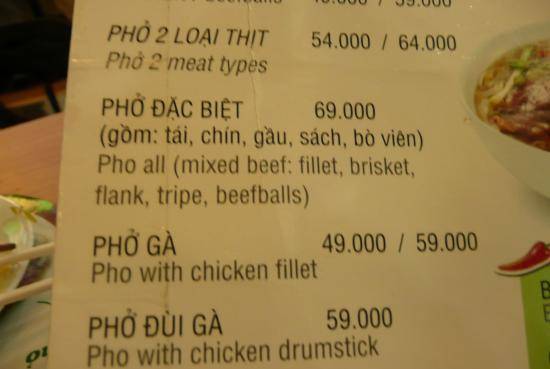 PHỞ 2 LOẠI THỊT 54.000 / 64.000
Phở 2 meat types
PHỞ ĐẶC BIỆT 69.000
(gồm: tái, chín, gầu, sách, bò viên)
Pho all (mixed beef: fillet, brisket,
flank, tripe, beefballs)
PHỞ GÀ 49.000 / 59.000
Pho with chicken fillet
PHỞ ĐÙI GÀ 59.000
Pho with chicken drumstick